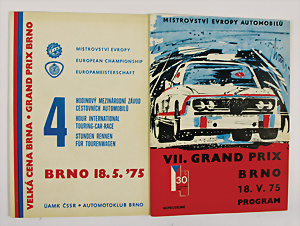 VELKÁ CENA BRNA • GRAND PRIX BRNO
MISTROVSTVÍ EVROPY
EUROPEAN CHAMPIONSHIP
EUROPAMEISTERSCHAFT
4
HODINOVÝ MEZINÁRODNÍ ZÁVOD
CESTOVNÍCH AUTOMOBILŮ
HOUR INTERNATIONAL
TOURING-CAR-RACE
STUNDEN RENNEN
FÜR TOURENWAGEN
BRNO 18.5.'75
ÚAMK ČSSR • AUTOMOTOKLUB BRNO
MISTROVSTVÍ EVROPY AUTOMOBILŮ
VII. GRAND PRIX
BRNO
18. V. 75
PROGRAM
30